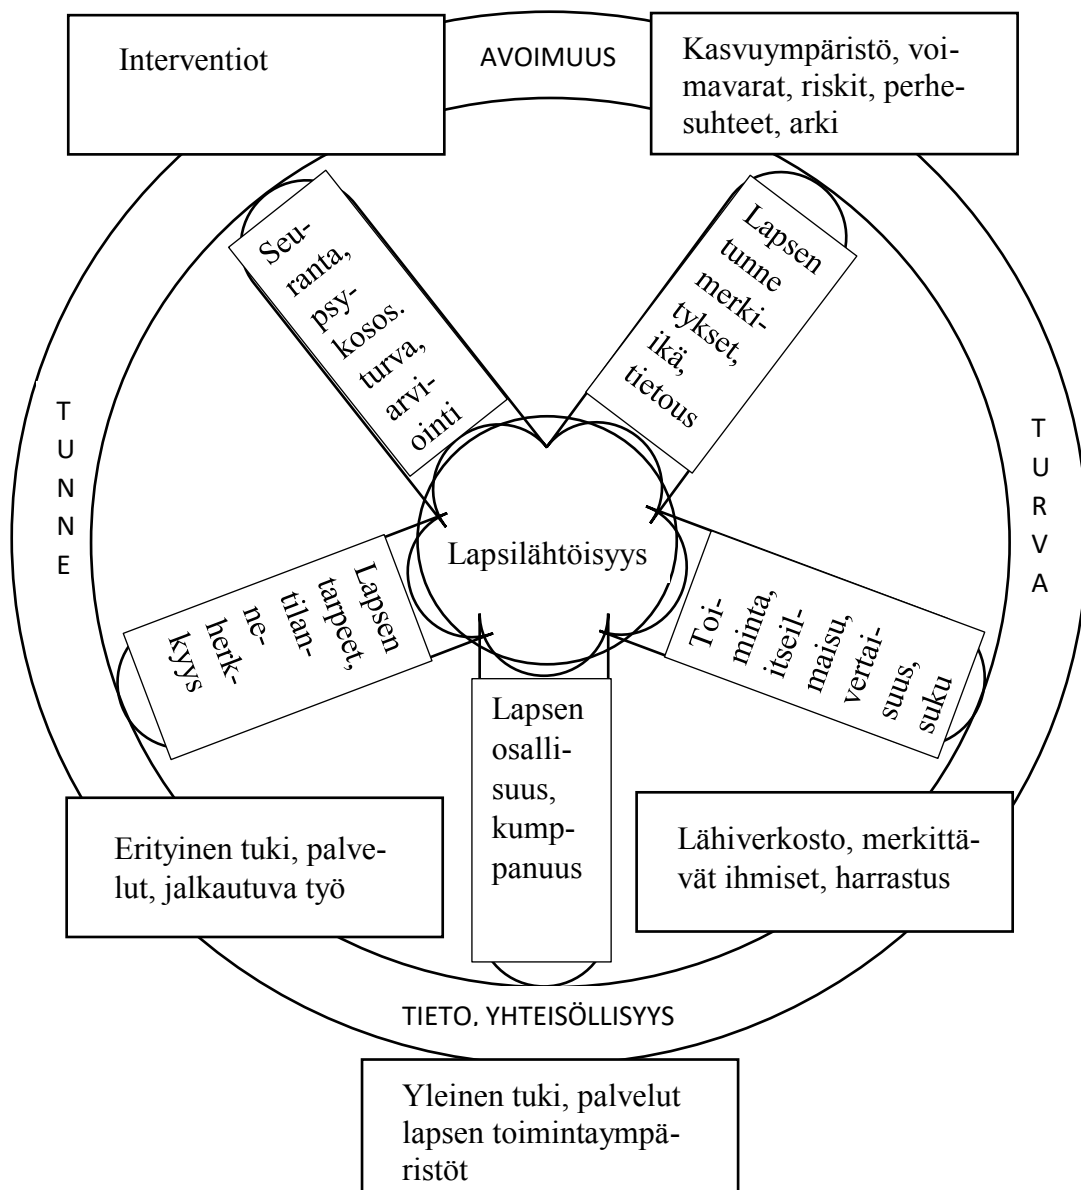 Interventiot
AVOIMUUS
Kasvuympäristö, voi-
mavarat, riskit, perhe-
suhteet, arki
Seu-
ranta,
psy-
kosos.
turva,
arvi-
ointi
Lapsen
tunne
merki-
tykset,
ikä,
tietous
T
U
N
N
E
T
U
R
V
A
Lapsilähtöisyys
Lapsen
tarpeet,
tilan-
ne-
herk-
kyys
Toi-
minta,
itseil-
maisu,
vertai-
suus,
suku
Lapsen
osalli-
suus,
kump-
panuus
Erityinen tuki, palve-
lut, jalkautuva työ
Lähiverkosto, merkittä-
vät ihmiset, harrastus
TIETO, YHTEISÖLLISYYS
Yleinen tuki, palvelut
lapsen toimintaympä-
ristöt